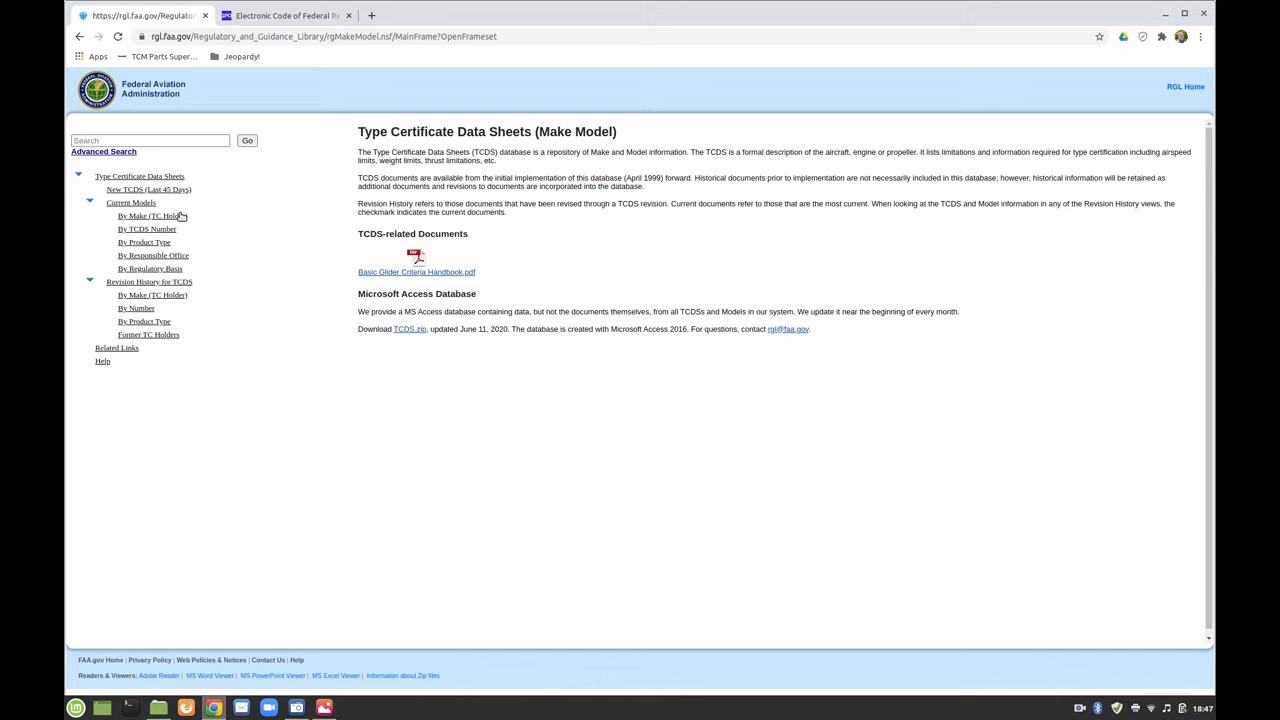 https://rgl.faa.gov/Regulato
Electronic Code of Federal Re
rgl.faa.gov/Regulatory_and_Guidance_Library/rgMakeModel.nsf/MainFrame?OpenFrameset
Apps
TCM Parts Super…
Jeopardy!
Federal Aviation
Administration
RGL Home
Search
Go
Advanced Search
Type Certificate Data Sheets
New TCDS (Last 45 Days)
Current Models
By Make (TC Holder)
By TCDS Number
By Product Type
By Responsible Office
By Regulatory Basis
Revision History for TCDS
By Make (TC Holder)
By Number
By Product Type
Former TC Holders
Related Links
Help
Type Certificate Data Sheets (Make Model)
The Type Certificate Data Sheets (TCDS) database is a repository of Make and Model information. The TCDS is a formal description of the aircraft, engine or propeller. It lists limitations and information required for type certification including airspeed
limits, weight limits, thrust limitations, etc.
TCDS documents are available from the initial implementation of this database (April 1999) forward. Historical documents prior to implementation are not necessarily included in this database; however, historical information will be retained as
additional documents and revisions to documents are incorporated into the database.
Revision History refers to those documents that have been revised through a TCDS revision. Current documents refer to those that are the most current. When looking at the TCDS and Model information in any of the Revision History views, the
checkmark indicates the current documents.
TCDS-related Documents
PDF
Basic Glider Criteria Handbook.pdf
Microsoft Access Database
We provide a MS Access database containing data, but not the documents themselves, from all TCDSs and Models in our system. We update it near the beginning of every month.
Download TCDS.zip, updated June 11, 2020. The database is created with Microsoft Access 2016. For questions, contact rgl@faa.gov.
FAA.gov Home | Privacy Policy | Web Policies & Notices | Contact Us | Help
Readers & Viewers: Adobe Reader | MS Word Viewer | MS PowerPoint Viewer | MS Excel Viewer | Information about Zip files
18:47